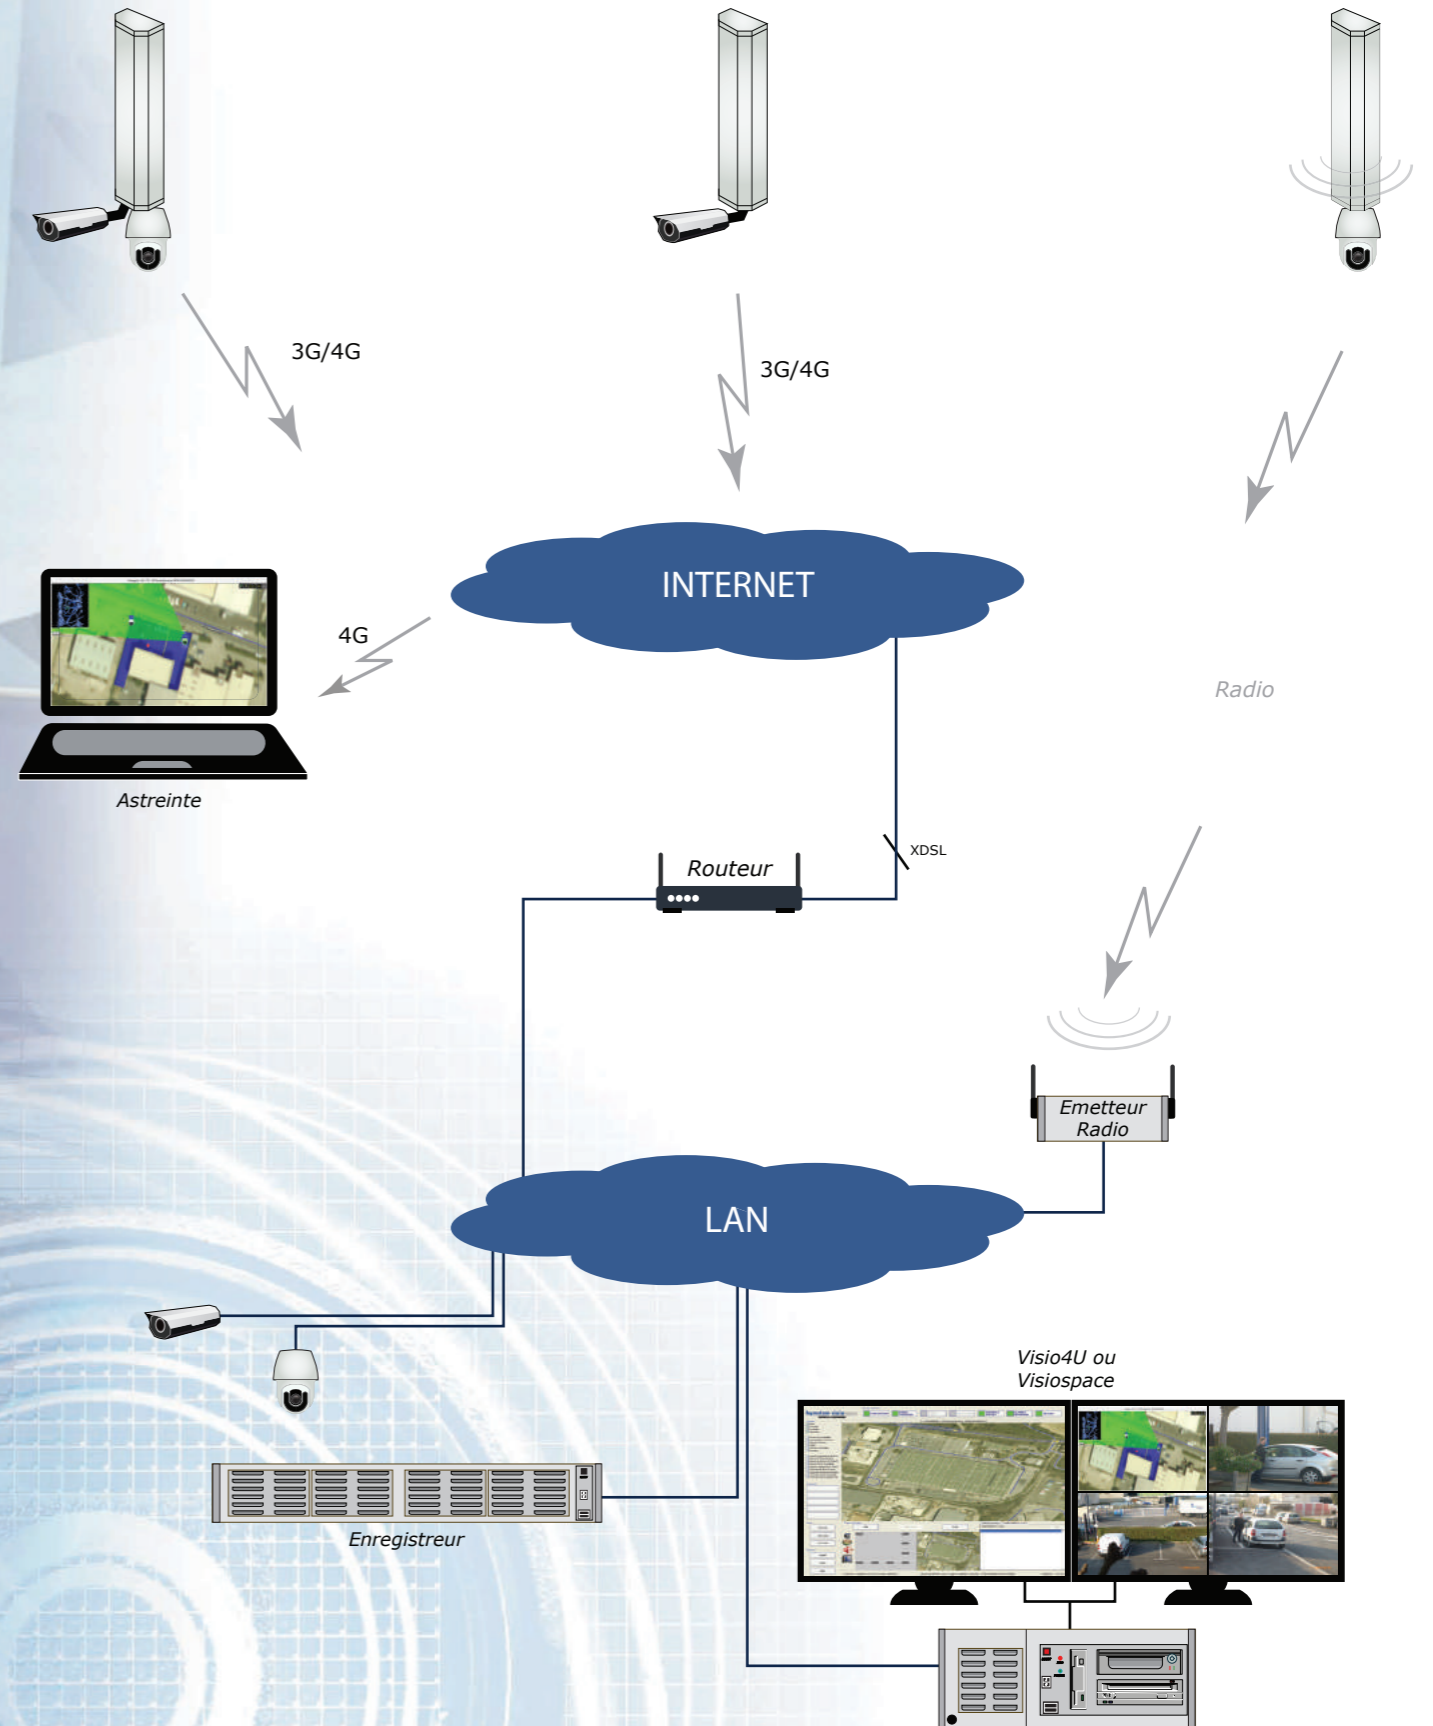 3G/4G
3G/4G
INTERNET
4G
Radio
Astreinte
XDSL
Routeur
Emetteur
Radio
LAN
Visio4U ou
Visiospace
Enregistreur